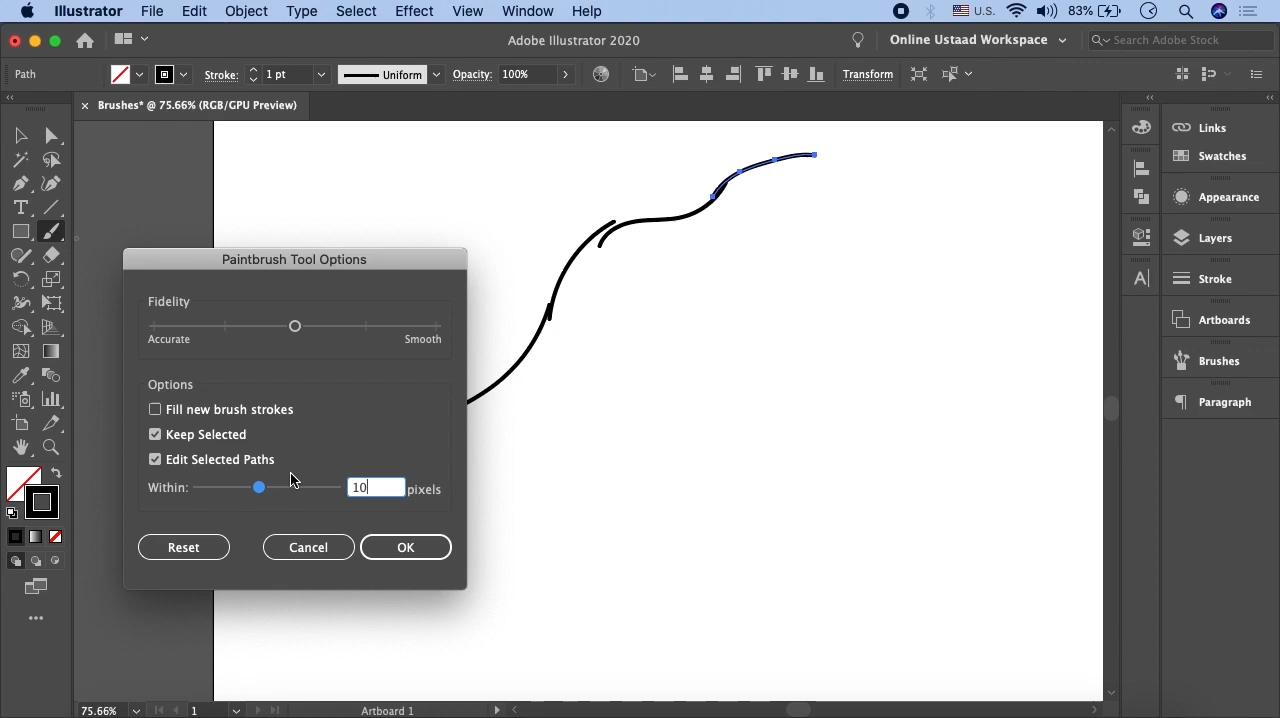 Illustrator File Edit Object Type Select Effect View Window Help U.S. 83%
Adobe Illustrator 2020 Online Ustaad Workspace Search Adobe Stock
Path Stroke: 1 pt Uniform Opacity: 100% Transform
× Brushes* @ 75.66% (RGB/GPU Preview)
Links
Swatches
Appearance
Layers
Stroke
Artboards
Brushes
Paragraph
Paintbrush Tool Options
Fidelity
Accurate Smooth
Options
Fill new brush strokes
Keep Selected
Edit Selected Paths
Within: 10 pixels
Reset Cancel OK
75.66% 1 Artboard 1